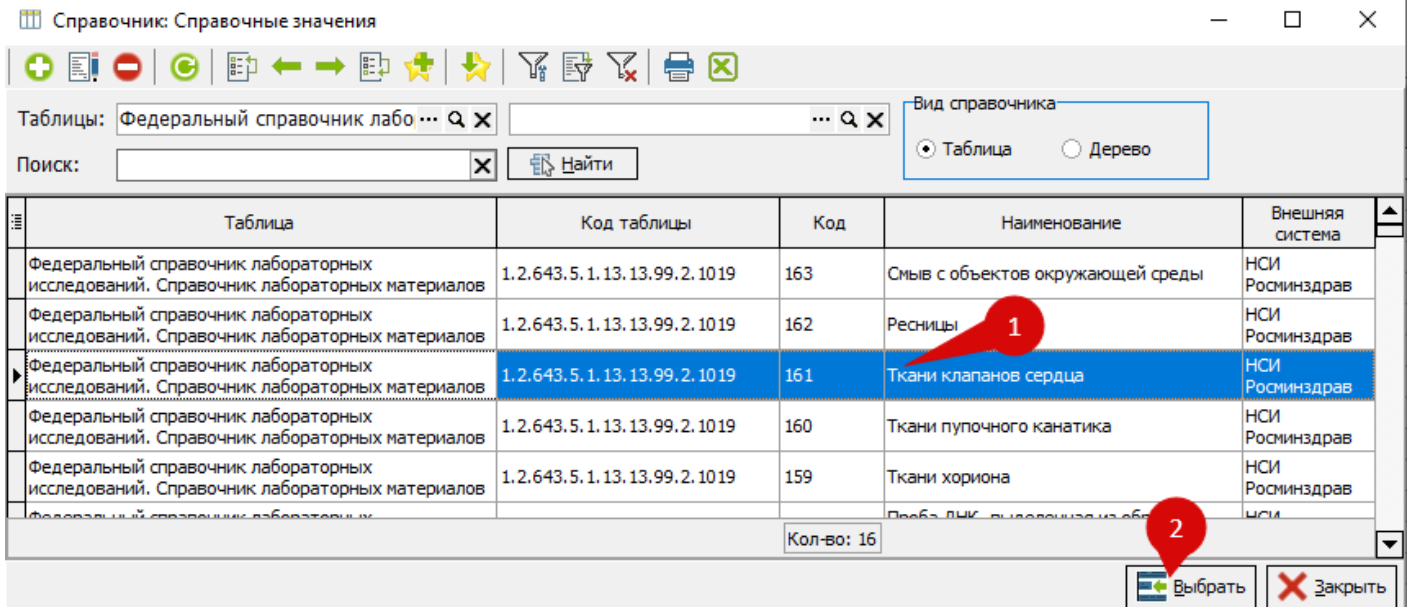 Справочник: Справочные значения
Таблицы: Федеральный справочник лабо
Вид справочника
Таблица Дерево
Поиск: Найти
Таблица Код таблицы Код Наименование Внешняя система
Федеральный справочник лабораторных
исследований. Справочник лабораторных материалов
1.2.643.5.1.13.13.99.2.1019
163
Смыв с объектов окружающей среды
НСИ
Росминздрав
Федеральный справочник лабораторных
исследований. Справочник лабораторных материалов
1.2.643.5.1.13.13.99.2.1019
162
Ресницы
НСИ
Росминздрав
1
Федеральный справочник лабораторных
исследований. Справочник лабораторных материалов
1.2.643.5.1.13.13.99.2.1019
161
Ткани клапанов сердца
НСИ
Росминздрав
Федеральный справочник лабораторных
исследований. Справочник лабораторных материалов
1.2.643.5.1.13.13.99.2.1019
160
Ткани пупочного канатика
НСИ
Росминздрав
Федеральный справочник лабораторных
исследований. Справочник лабораторных материалов
1.2.643.5.1.13.13.99.2.1019
159
Ткани хориона
НСИ
Росминздрав
Кол-во: 16
2
Выбрать Закрыть